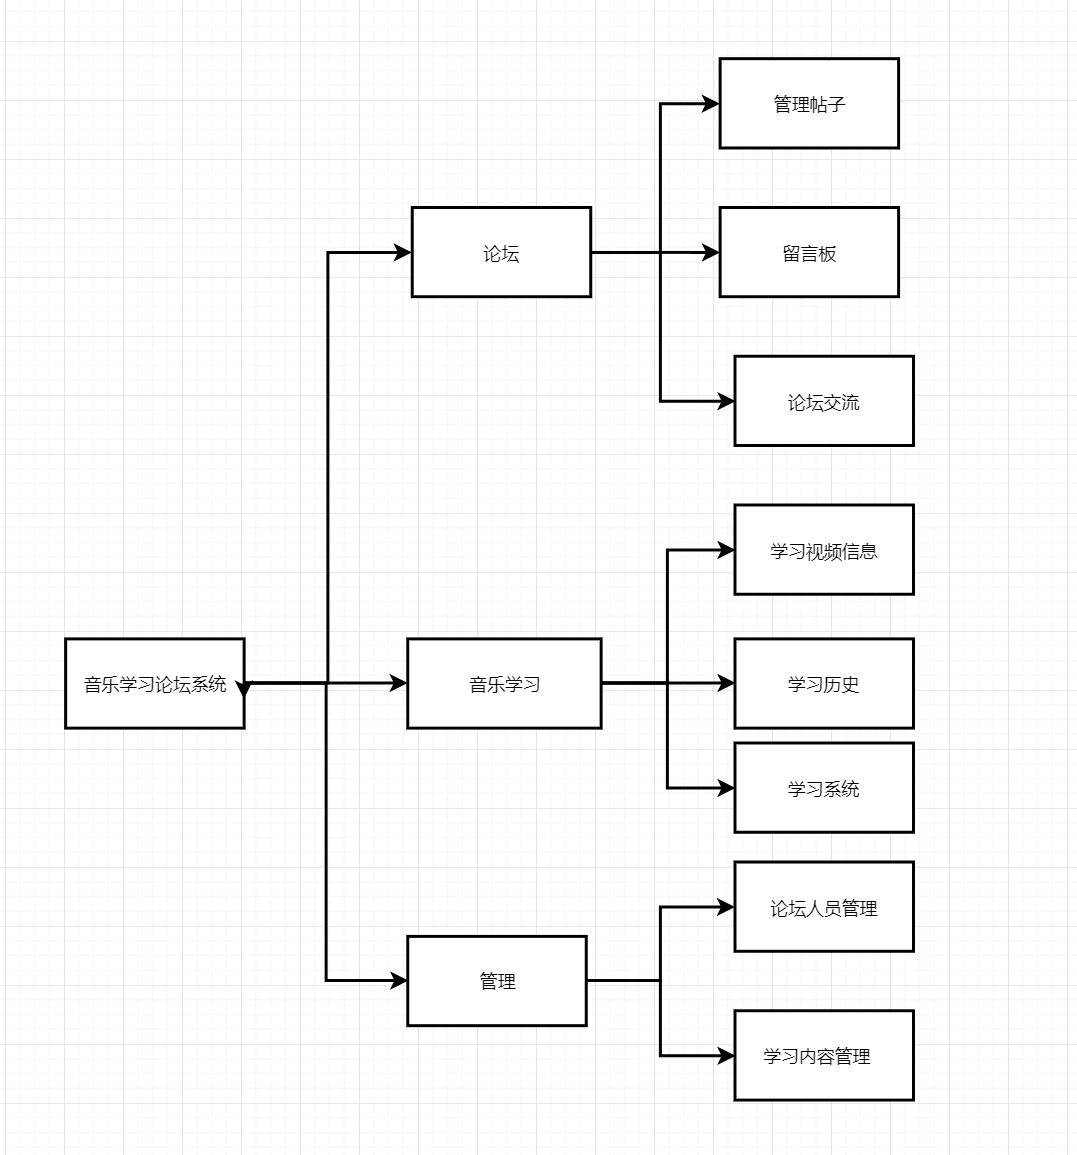 管理帖子
论坛
留言板
论坛交流
学习视频信息
音乐学习论坛系统
音乐学习
学习历史
学习系统
论坛人员管理
管理
学习内容管理